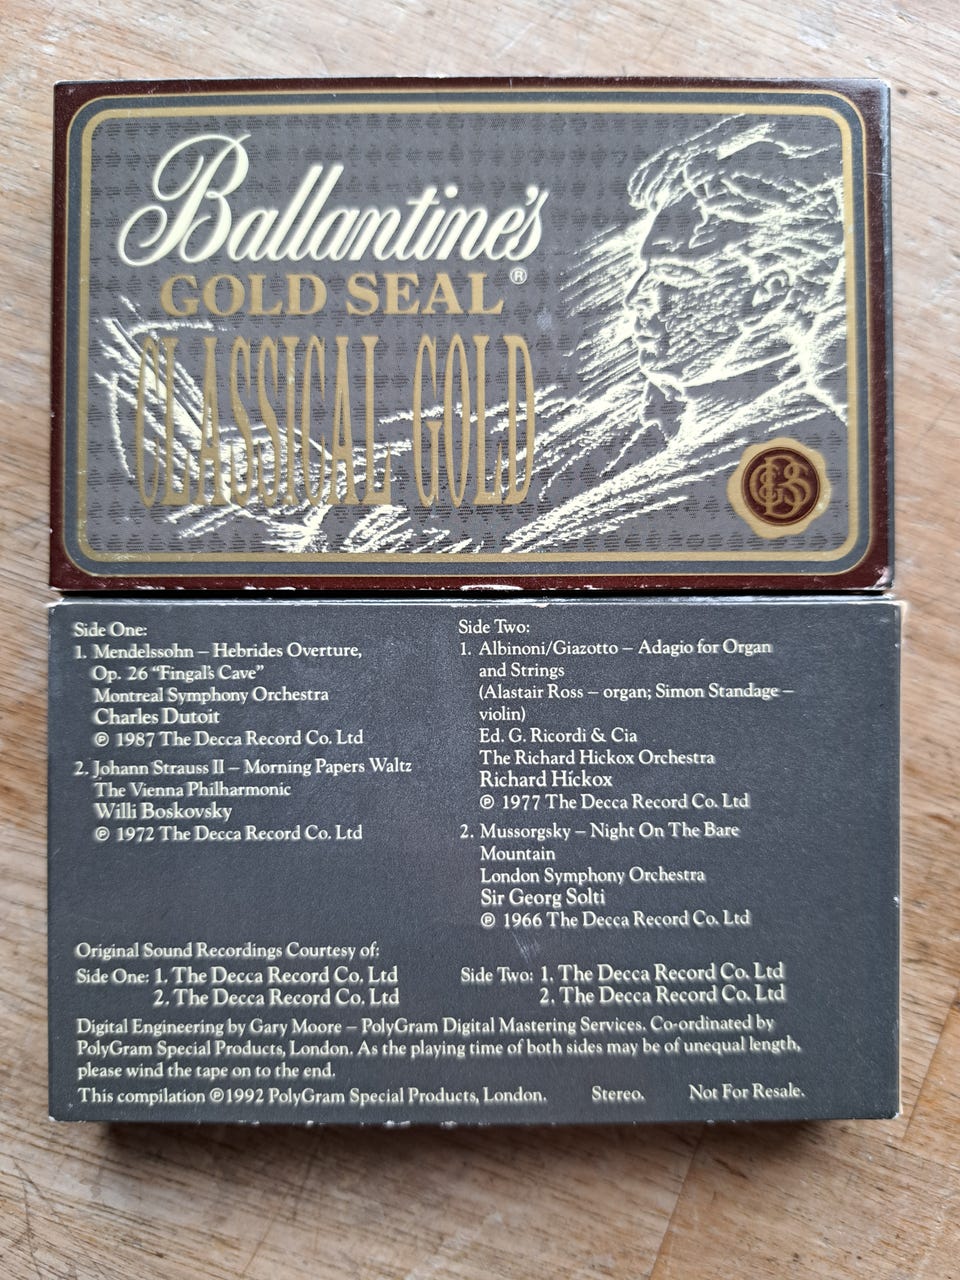 Ballantine's
GOLD SEAL®
CLASSICAL GOLD
GS
Side One:
1. Mendelssohn – Hebrides Overture,
Op. 26 “Fingal's Cave”
Montreal Symphony Orchestra
Charles Dutoit
℗ 1987 The Decca Record Co. Ltd
2. Johann Strauss II – Morning Papers Waltz
The Vienna Philharmonic
Willi Boskovsky
℗ 1972 The Decca Record Co. Ltd
Side Two:
1. Albinoni/Giazotto – Adagio for Organ
and Strings
(Alastair Ross – organ; Simon Standage –
violin)
Ed. G. Ricordi & Cia
The Richard Hickox Orchestra
Richard Hickox
℗ 1977 The Decca Record Co. Ltd
2. Mussorgsky – Night On The Bare
Mountain
London Symphony Orchestra
Sir Georg Solti
℗ 1966 The Decca Record Co. Ltd
Original Sound Recordings Courtesy of:
Side One: 1. The Decca Record Co. Ltd
2. The Decca Record Co. Ltd
Side Two: 1. The Decca Record Co. Ltd
2. The Decca Record Co. Ltd
Digital Engineering by Gary Moore – PolyGram Digital Mastering Services. Co-ordinated by
PolyGram Special Products, London. As the playing time of both sides may be of unequal length,
please wind the tape on to the end.
This compilation ℗1992 PolyGram Special Products, London. Stereo. Not For Resale.